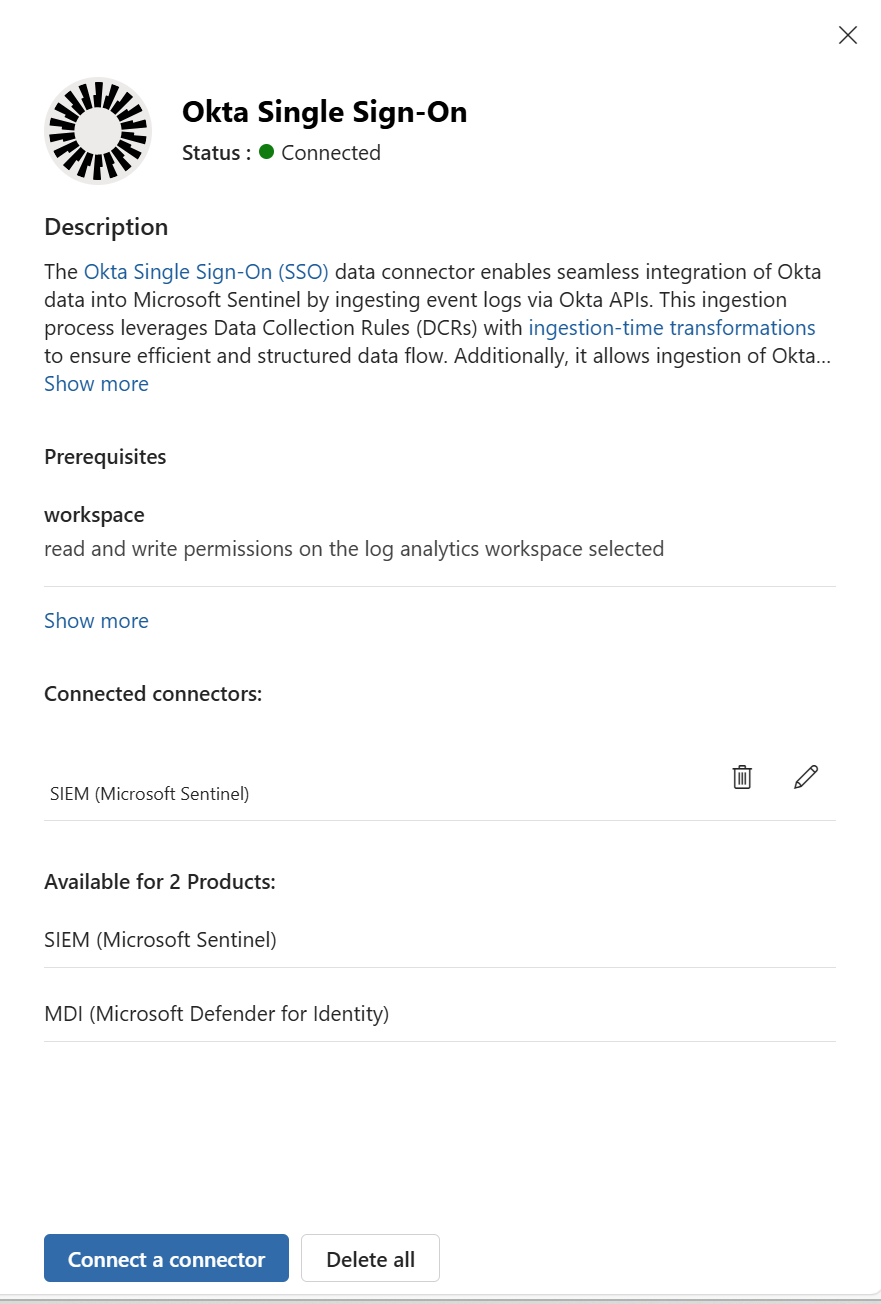 Okta Single Sign-On
Status : Connected
Description
The Okta Single Sign-On (SSO) data connector enables seamless integration of Okta
data into Microsoft Sentinel by ingesting event logs via Okta APIs. This ingestion
process leverages Data Collection Rules (DCRs) with ingestion-time transformations
to ensure efficient and structured data flow. Additionally, it allows ingestion of Okta...
Show more
Prerequisites
workspace
read and write permissions on the log analytics workspace selected
Show more
Connected connectors:
SIEM (Microsoft Sentinel)
Available for 2 Products:
SIEM (Microsoft Sentinel)
MDI (Microsoft Defender for Identity)
Connect a connector
Delete all